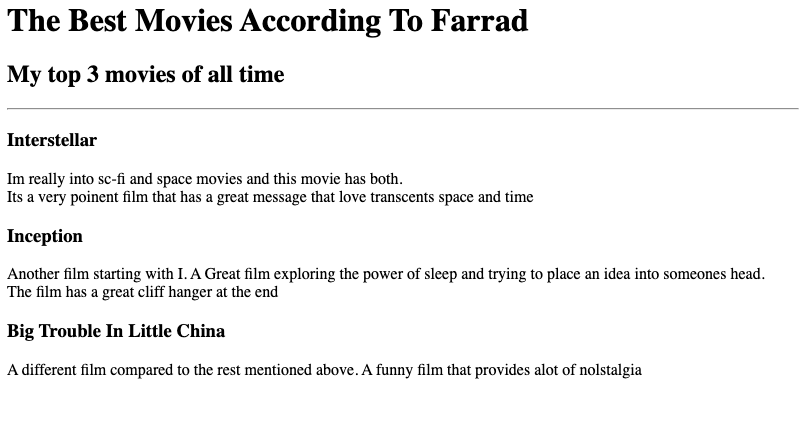 The Best Movies According To Farrad
My top 3 movies of all time
Interstellar
Im really into sc-fi and space movies and this movie has both.
Its a very poinent film that has a great message that love transcents space and time
Inception
Another film starting with I. A Great film exploring the power of sleep and trying to place an idea into someones head.
The film has a great cliff hanger at the end
Big Trouble In Little China
A different film compared to the rest mentioned above. A funny film that provides alot of nolstalgia